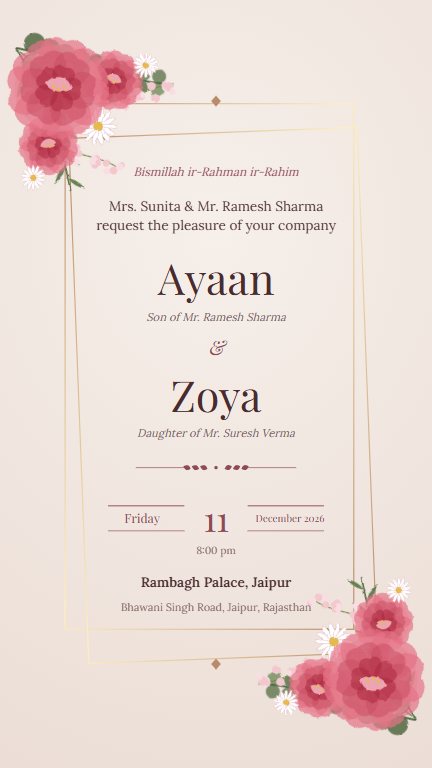 Bismillah ir-Rahman ir-Rahim
Mrs. Sunita & Mr. Ramesh Sharma
request the pleasure of your company
Ayaan
Son of Mr. Ramesh Sharma
&
Zoya
Daughter of Mr. Suresh Verma
Friday 11 December 2026
8:00 pm
Rambagh Palace, Jaipur
Bhawani Singh Road, Jaipur, Rajasthan